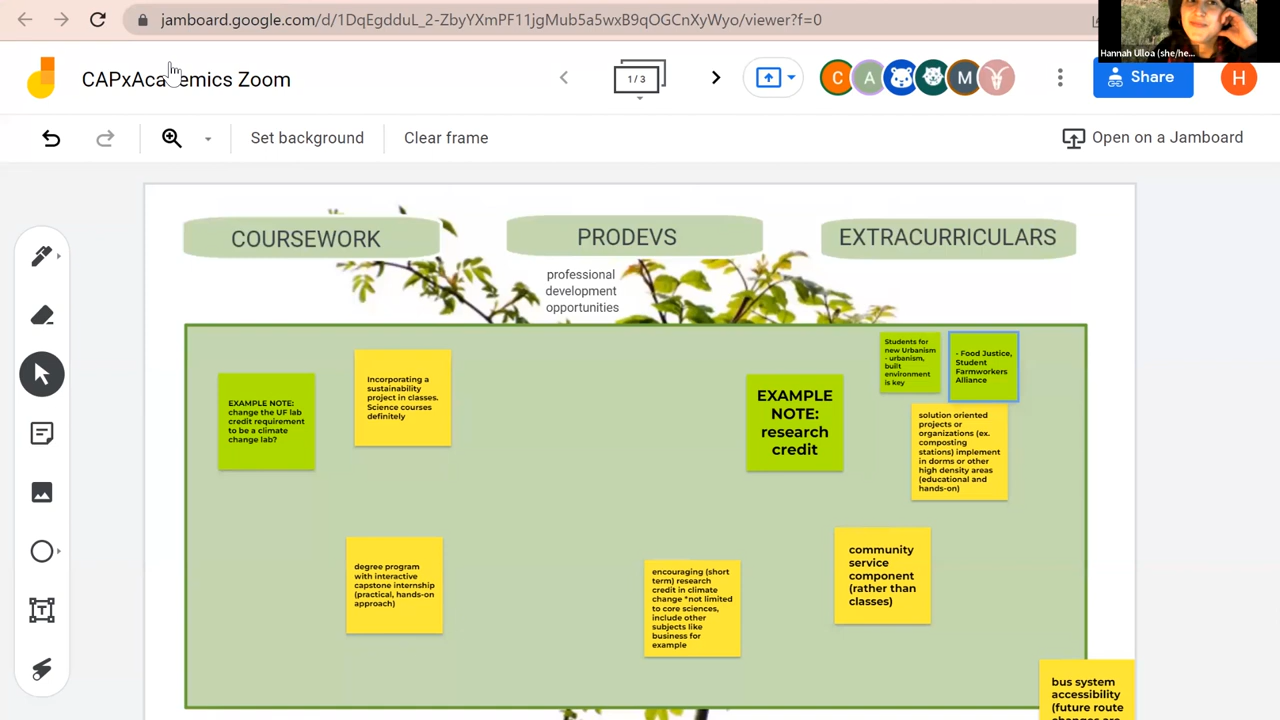 jamboard.google.com/d/1DqEgdduL_2-ZbyYXmPF11jgMub5a5wxB9qOGCnXyWyo/viewer?f=0
Hannah Ulloa (she/he...
CAPxAcademics Zoom
1 / 3
C
A
M
Share
H
Set background
Clear frame
Open on a Jamboard
COURSEWORK
PRODEVS
EXTRACURRICULARS
professional
development
opportunities
EXAMPLE NOTE:
change the UF lab
credit requirement
to be a climate
change lab?
Incorporating a
sustainability
project in classes.
Science courses
definitely
EXAMPLE
NOTE:
research
credit
Students for
new Urbanism
- urbanism,
built
environment
is key
- Food Justice,
Student
Farmworkers
Alliance
solution oriented
projects or
organizations (ex.
composting
stations) implement
in dorms or other
high density areas
(educational and
hands-on)
degree program
with interactive
capstone internship
(practical, hands-on
approach)
encouraging (short
term) research
credit in climate
change *not limited
to core sciences,
include other
subjects like
business for
example
community
service
component
(rather than
classes)
bus system
accessibility
(future route
changes are